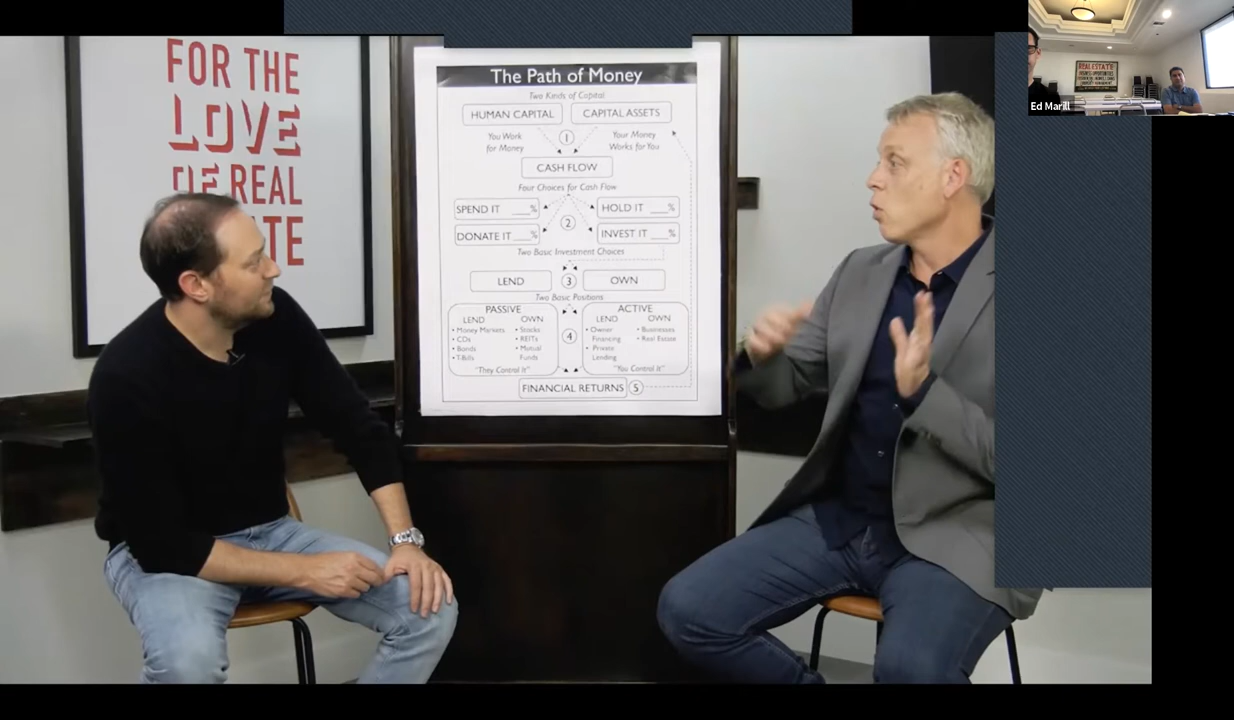 FOR THE
LOVE
OF REAL
The Path of Money
Two Kinds of Capital
HUMAN CAPITAL
CAPITAL ASSETS
You Work
for Money
1
Your Money
Works for You
CASH FLOW
Four Choices for Cash Flow
SPEND IT ___%
HOLD IT ___%
2
DONATE IT ___%
INVEST IT ___%
Two Basic Investment Choices
LEND
3
OWN
Two Basic Positions
PASSIVE
LEND
OWN
• Money Markets
• CDs
• Bonds
• T-Bills
• Stocks
• REITs
• Mutual
Funds
"They Control It"
4
ACTIVE
LEND
OWN
• Owner
Financing
• Private
Lending
• Businesses
• Real Estate
"You Control It"
FINANCIAL RETURNS
5
REAL ESTATE
Ed Marill